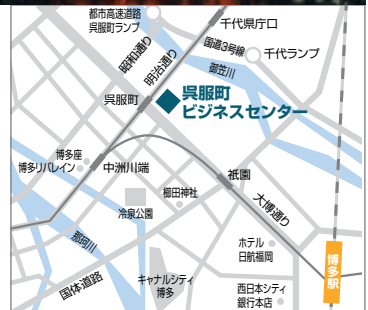 都市高速道路
呉服町ランプ
千代県庁口
昭和通り
明治通り
国道3号線
千代ランプ
御笠川
呉服町
呉服町
ビジネスセンター
博多座
博多リバレイン
中洲川端
櫛田神社
祇園
冷泉公園
大博通り
那珂川
ホテル
日航福岡
国体道路
キャナルシティ
博多
博多駅
西日本シティ
銀行本店